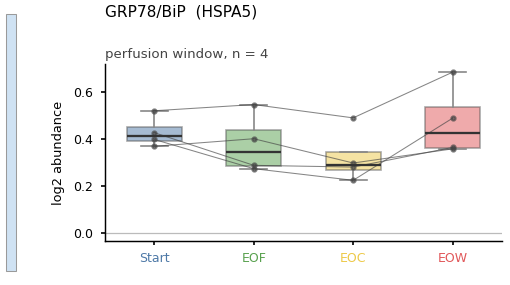 GRP78/BiP  (HSPA5)
perfusion window, n = 4
log2 abundance
0.6
0.4
0.2
0.0
Start EOF EOC EOW